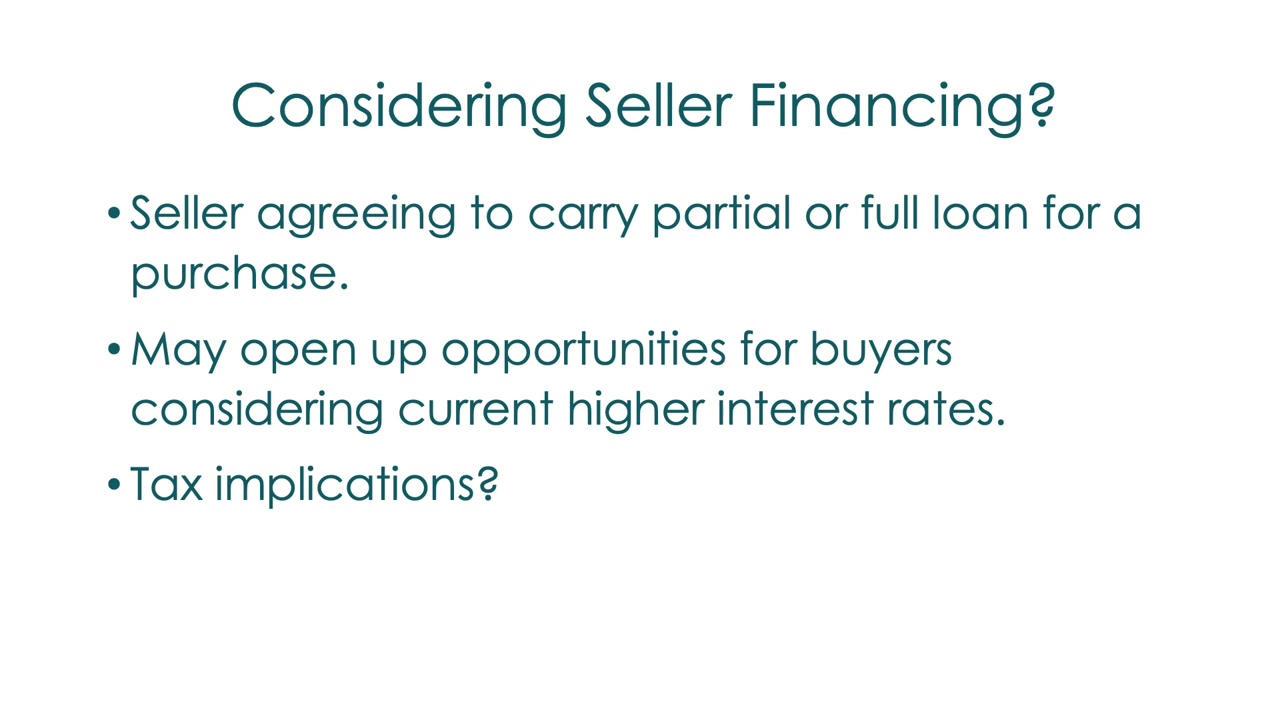 Considering Seller Financing?
• Seller agreeing to carry partial or full loan for a
purchase.
• May open up opportunities for buyers
considering current higher interest rates.
• Tax implications?